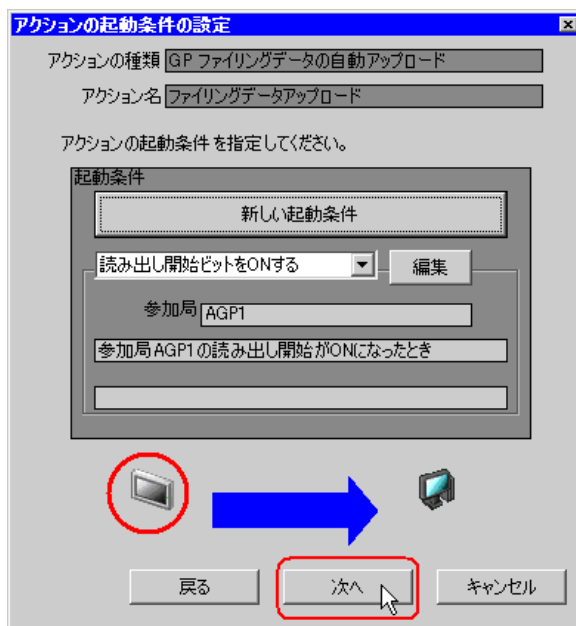 アクションの起動条件の設定
アクションの種類 GP ファイリングデータの自動アップロード
アクション名 ファイリングデータアップロード
アクションの起動条件を指定してください。
起動条件
新しい起動条件
読み出し開始ビットをONする 編集
参加局 AGP1
参加局AGP1の読み出し開始がONになったとき
戻る 次へ キャンセル